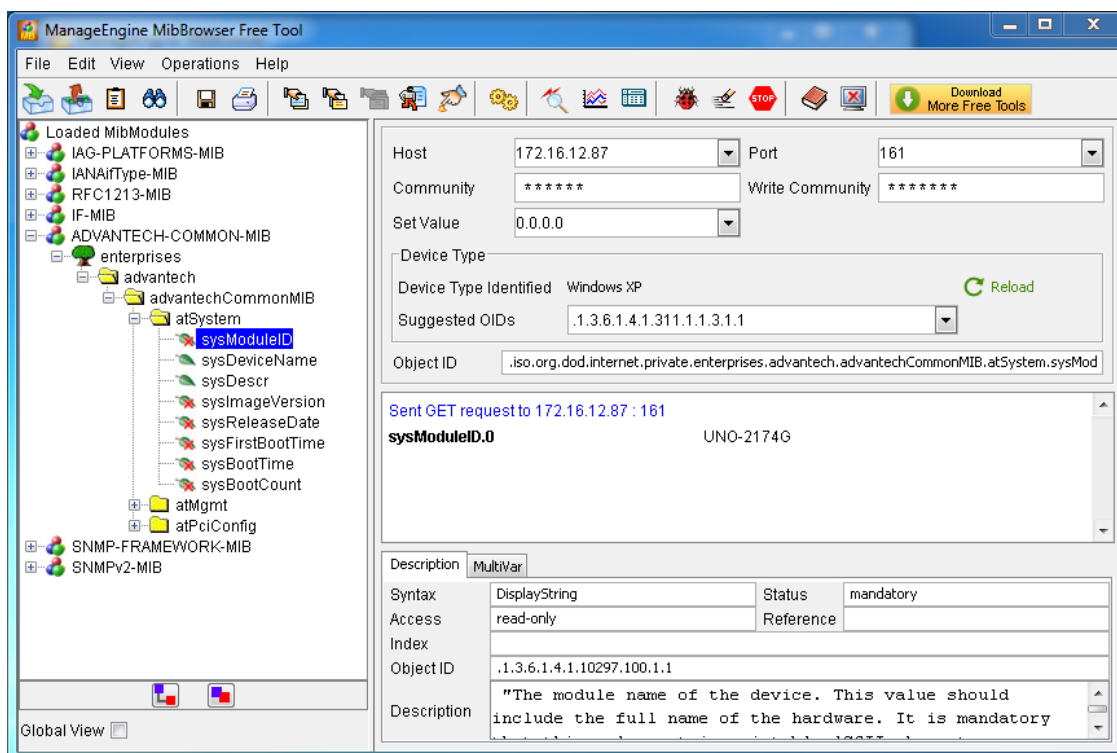 ManageEngine MibBrowser Free Tool
File Edit View Operations Help
STOP
Download
More Free Tools
Loaded MibModules
IAG-PLATFORMS-MIB
IANAifType-MIB
RFC1213-MIB
IF-MIB
ADVANTECH-COMMON-MIB
enterprises
advantech
advantechCommonMIB
atSystem
sysModuleID
sysDeviceName
sysDescr
sysImageVersion
sysReleaseDate
sysFirstBootTime
sysBootTime
sysBootCount
atMgmt
atPciConfig
SNMP-FRAMEWORK-MIB
SNMPv2-MIB
Global View
Host 172.16.12.87 Port 161
Community ****** Write Community *******
Set Value 0.0.0.0
Device Type
Device Type Identified Windows XP Reload
Suggested OIDs .1.3.6.1.4.1.311.1.1.3.1.1
Object ID .iso.org.dod.internet.private.enterprises.advantech.advantechCommonMIB.atSystem.sysMod
Sent GET request to 172.16.12.87 : 161
sysModuleID.0 UNO-2174G
Description MultiVar
Syntax DisplayString Status mandatory
Access read-only Reference
Index
Object ID .1.3.6.1.4.1.10297.100.1.1
Description "The module name of the device. This value should
include the full name of the hardware. It is mandatory